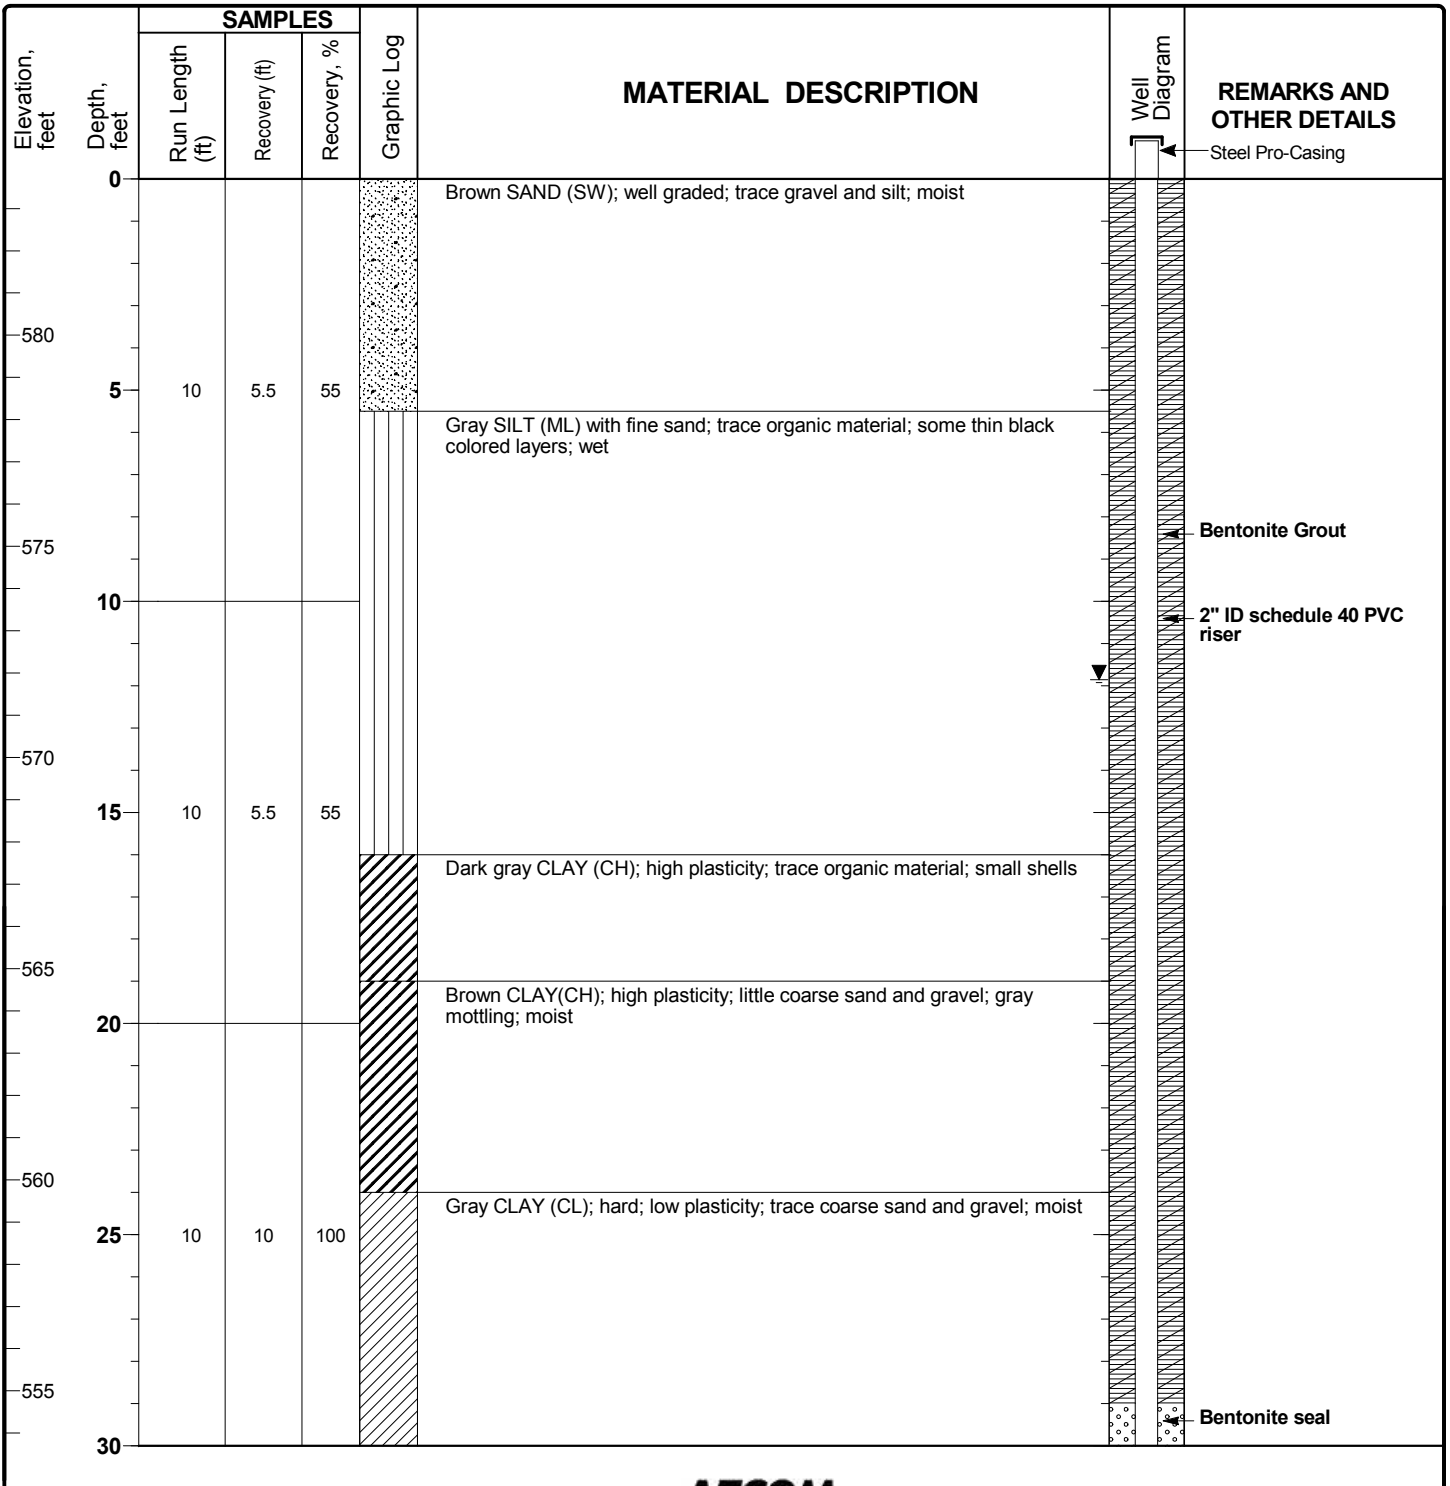 SAMPLES
Elevation,
feet
Depth,
feet
Run Length
(ft)
Recovery (ft)
Recovery, %
Graphic Log
MATERIAL DESCRIPTION
Well
Diagram
REMARKS AND
OTHER DETAILS
Steel Pro-Casing
0
Brown SAND (SW); well graded; trace gravel and silt; moist
580
5
10
5.5
55
Gray SILT (ML) with fine sand; trace organic material; some thin black
colored layers; wet
Bentonite Grout
575
10
2" ID schedule 40 PVC
riser
570
15
10
5.5
55
Dark gray CLAY (CH); high plasticity; trace organic material; small shells
565
Brown CLAY(CH); high plasticity; little coarse sand and gravel; gray
mottling; moist
20
560
Gray CLAY (CL); hard; low plasticity; trace coarse sand and gravel; moist
25
10
10
100
555
Bentonite seal
30